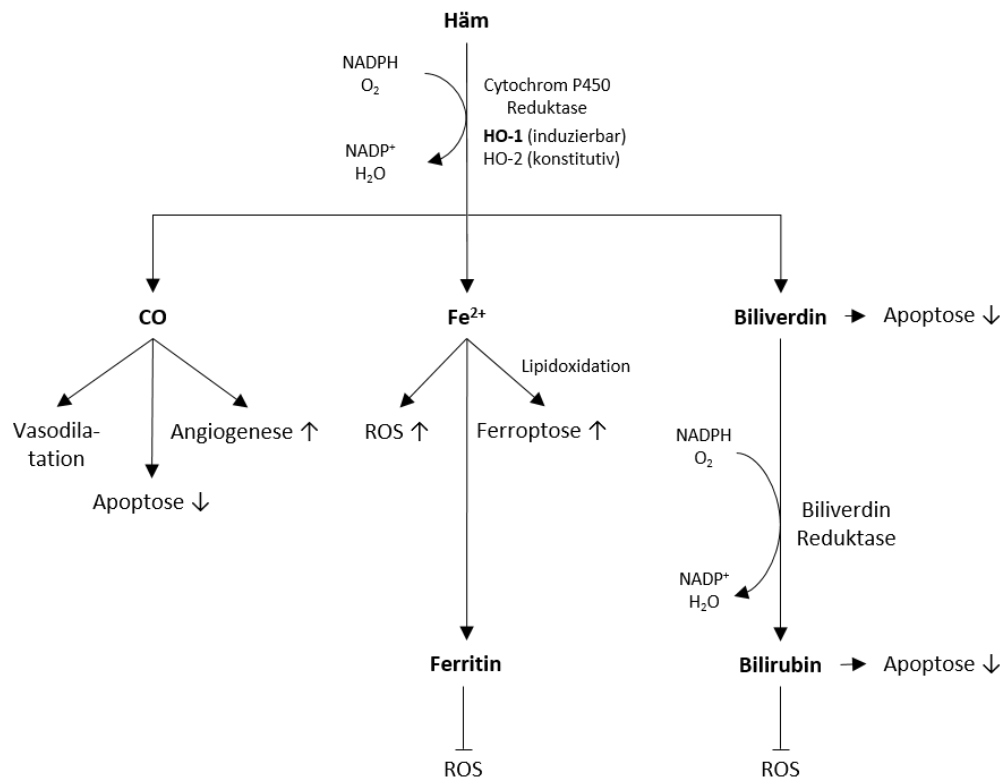 Häm
NADPH
O₂
Cytochrom P450
Reduktase
HO-1 (induzierbar)
HO-2 (konstitutiv)
NADP⁺
H₂O
CO
Fe²⁺
Biliverdin
Apoptose ↓
Lipidoxidation
Vasodila-
tation
Angiogenese ↑
Apoptose ↓
ROS ↑
Ferroptose ↑
NADPH
O₂
Biliverdin
Reduktase
NADP⁺
H₂O
Ferritin
Bilirubin
Apoptose ↓
ROS
ROS